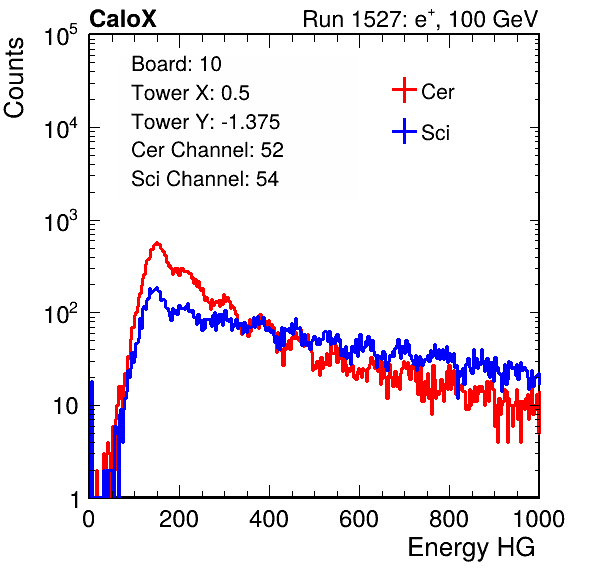 CaloX Run 1527: e⁺, 100 GeV
Counts
10⁵
10⁴
10³
10²
10
1
Board: 10
Tower X: 0.5
Tower Y: -1.375
Cer Channel: 52
Sci Channel: 54
Cer
Sci
0 200 400 600 800 1000
Energy HG